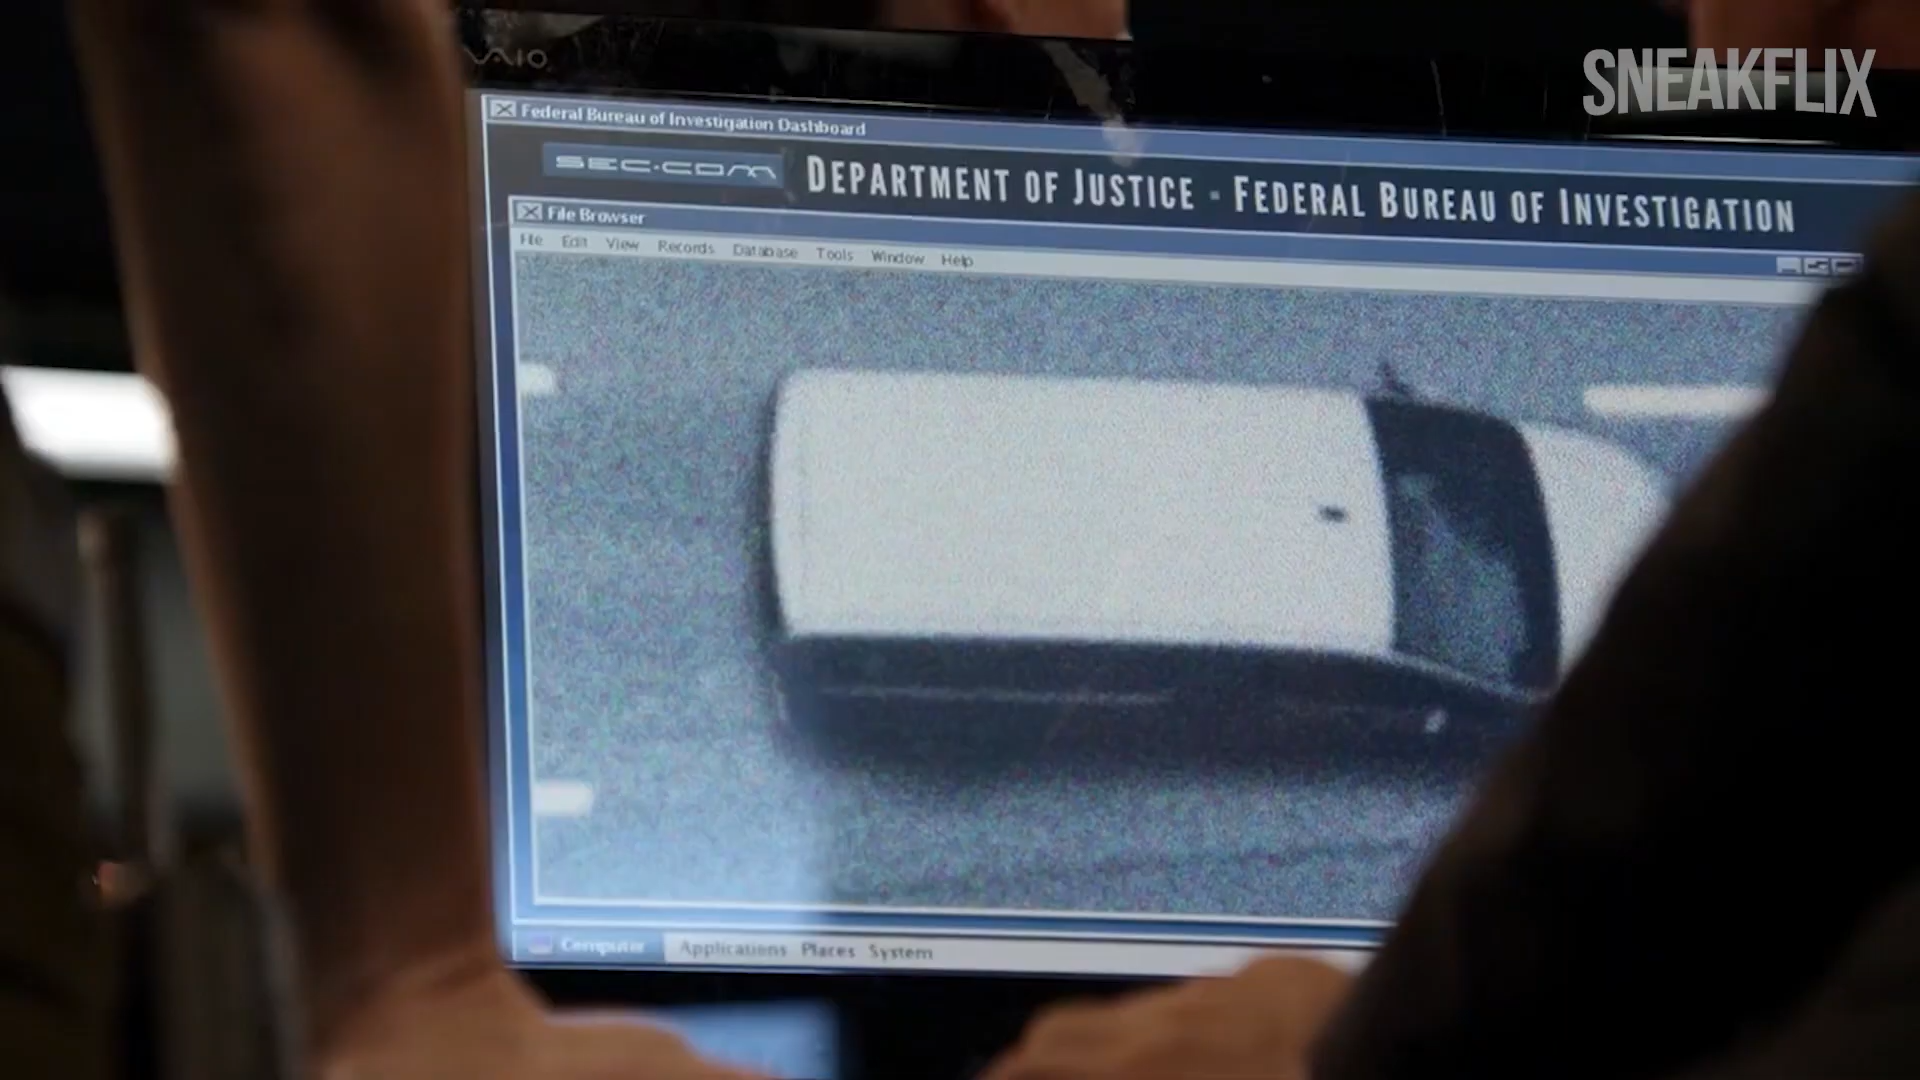 VAIO
SNEAKFLIX
Federal Bureau of Investigation Dashboard
SEC·COM
DEPARTMENT OF JUSTICE - FEDERAL BUREAU OF INVESTIGATION
File Browser
File Edit View Records Database Tools Window Help
Computer Applications Places System